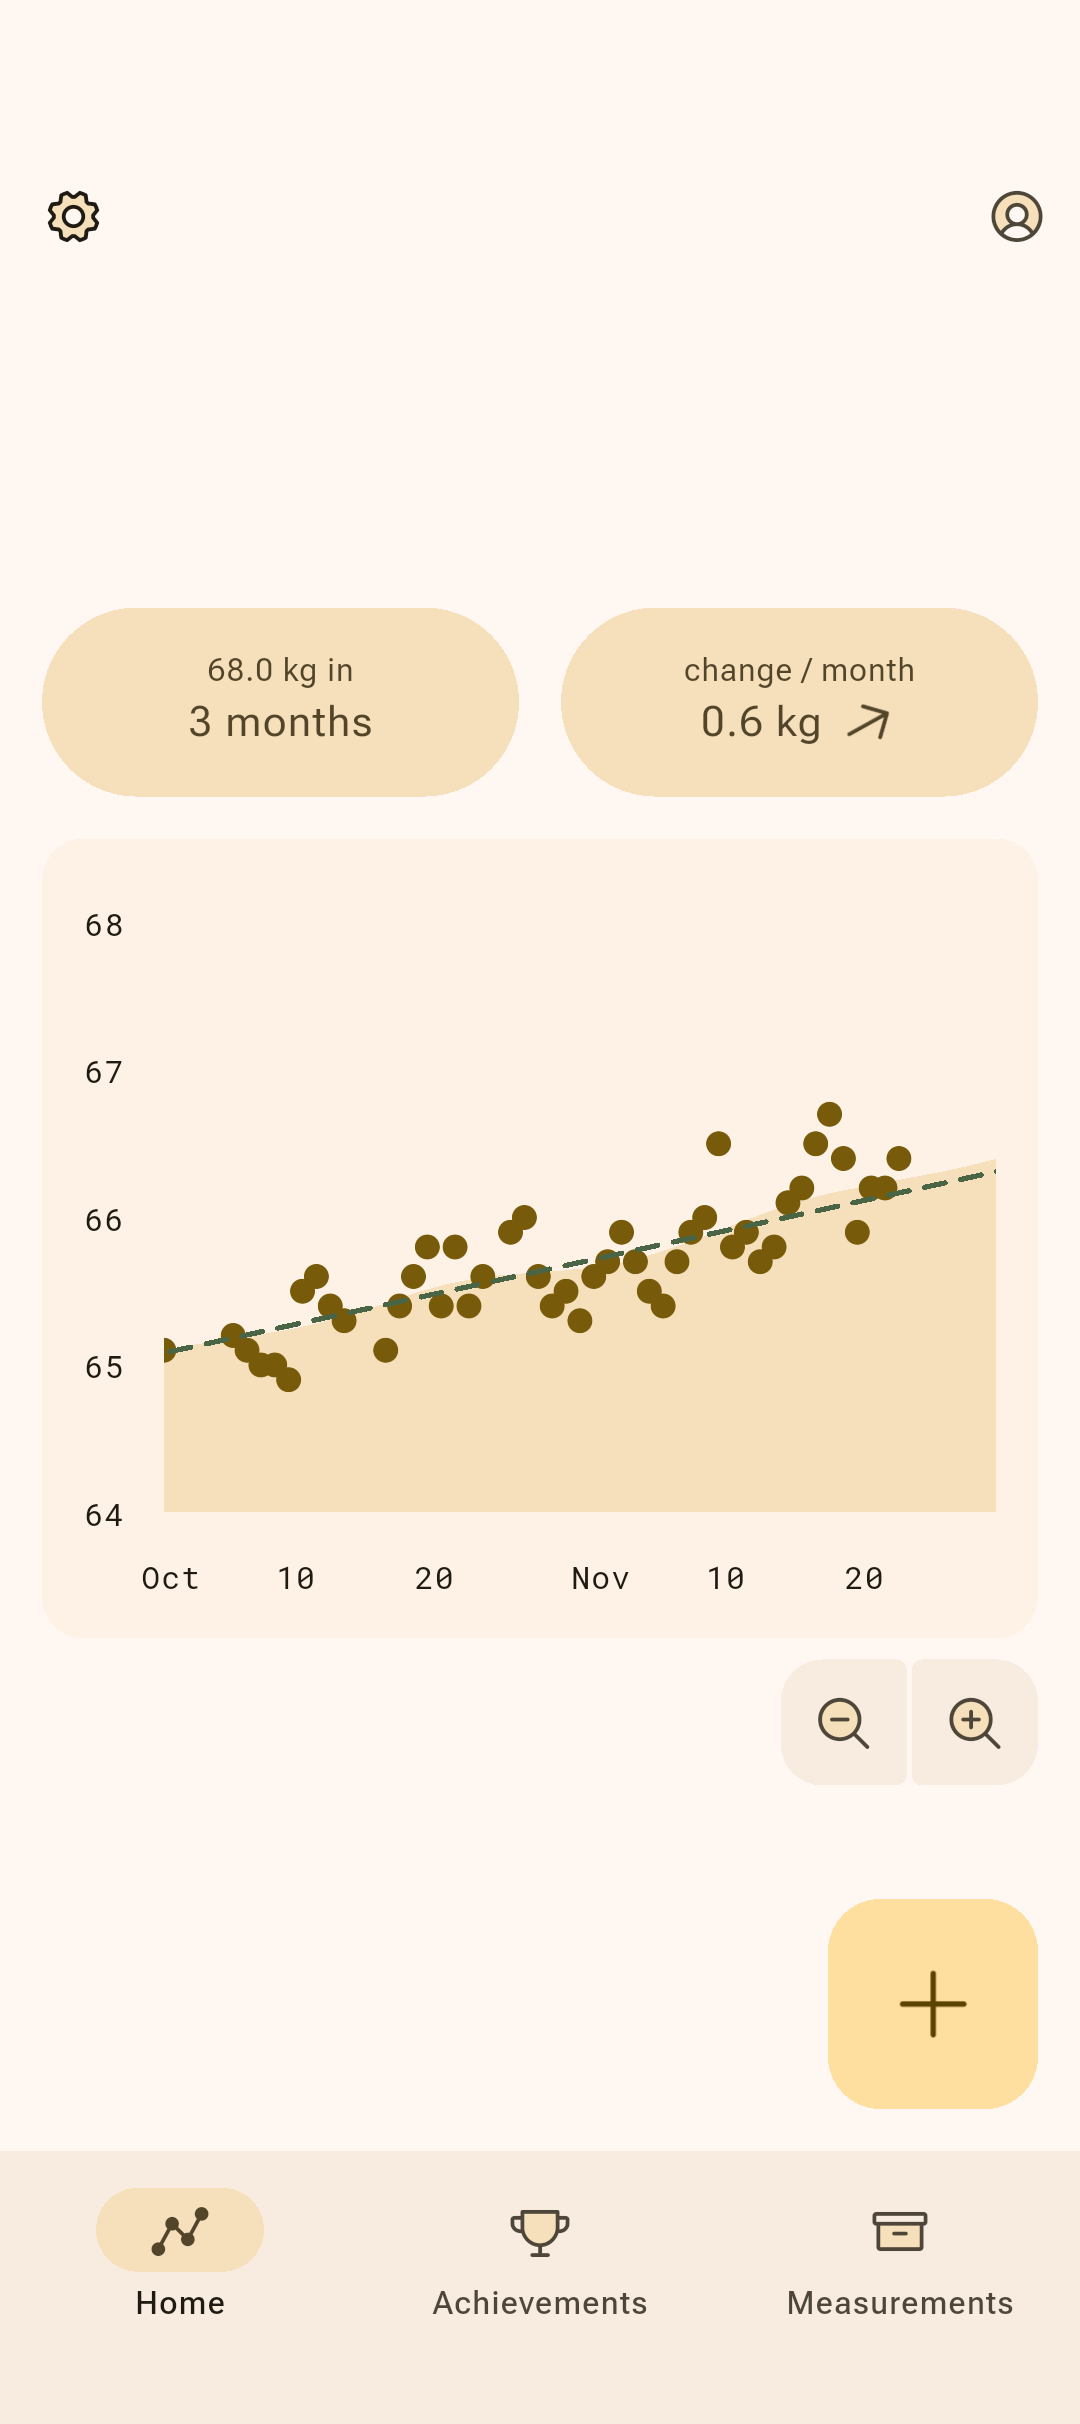 68.0 kg in
3 months
change / month
0.6 kg
68
67
66
65
64
Oct 10 20 Nov 10 20
Home
Achievements
Measurements